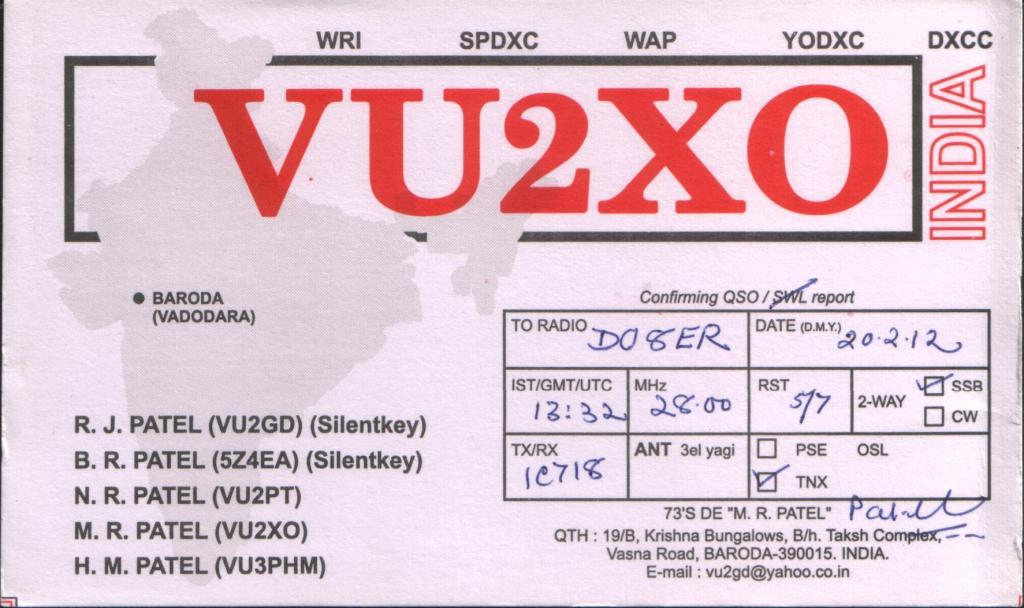 WRI SPDXC WAP YODXC DXCC
VU2XO
INDIA
BARODA
(VADODARA)
Confirming QSO / SWL report
TO RADIO DO8ER DATE (D.M.Y.) 20.2.12
IST/GMT/UTC 13:32 MHz 28.00 RST 5/7 2-WAY SSB
CW
TX/RX IC718 ANT 3el yagi PSE OSL
TNX
R. J. PATEL (VU2GD) (Silentkey)
B. R. PATEL (5Z4EA) (Silentkey)
N. R. PATEL (VU2PT)
M. R. PATEL (VU2XO)
H. M. PATEL (VU3PHM)
73'S DE "M. R. PATEL" Patel
QTH : 19/B, Krishna Bungalows, B/h. Taksh Complex,
Vasna Road, BARODA-390015. INDIA.
E-mail : vu2gd@yahoo.co.in